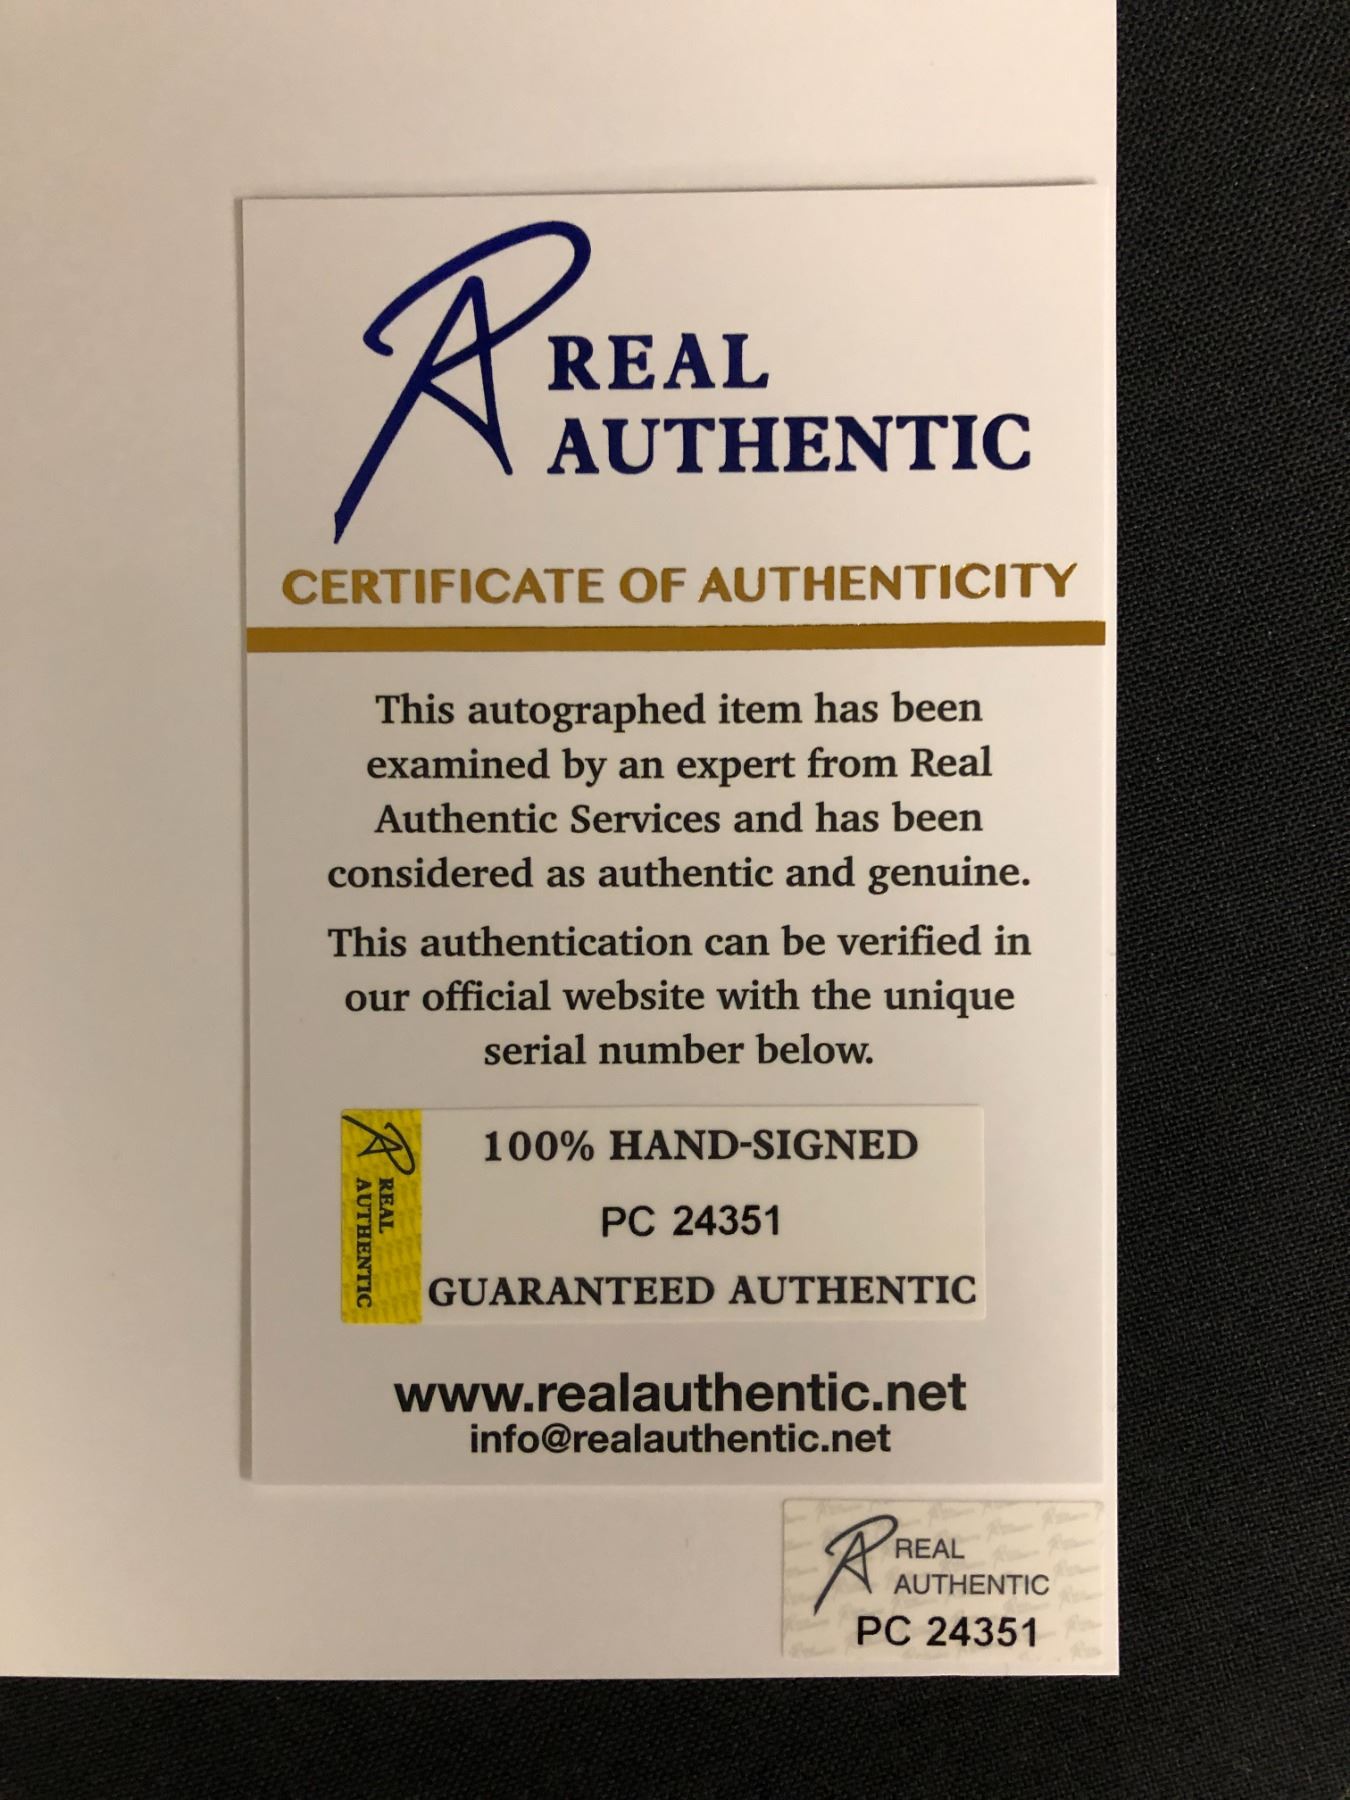 REAL
AUTHENTIC
CERTIFICATE OF AUTHENTICITY
This autographed item has been
examined by an expert from Real
Authentic Services and has been
considered as authentic and genuine.
This authentication can be verified in
our official website with the unique
serial number below.
REAL
AUTHENTIC
100% HAND-SIGNED
PC 24351
GUARANTEED AUTHENTIC
www.realauthentic.net
info@realauthentic.net
REAL
AUTHENTIC
PC 24351